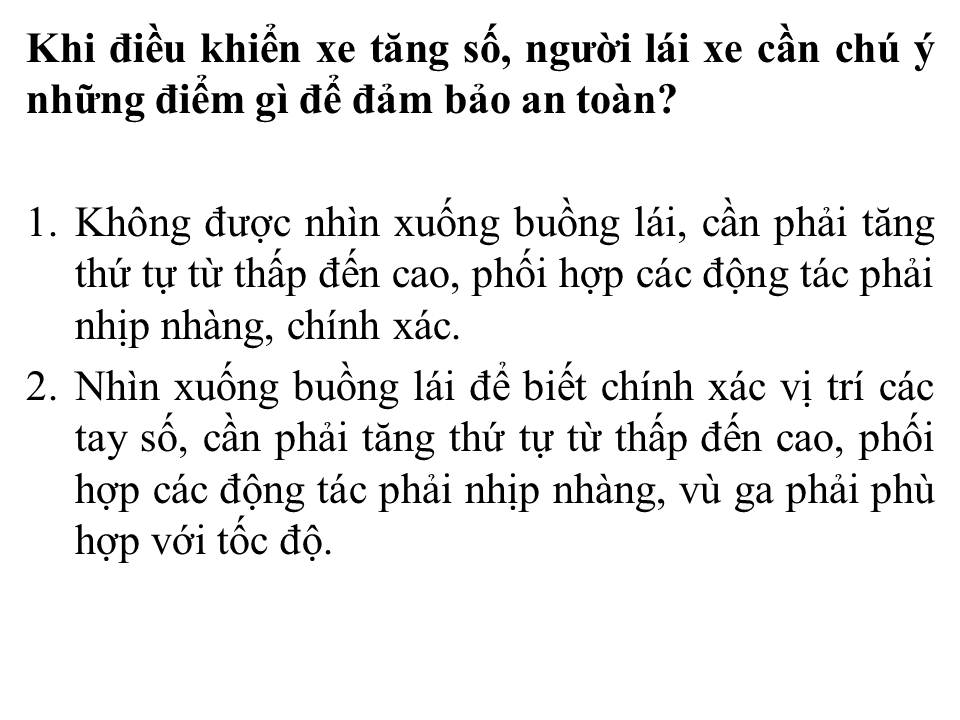 Khi điều khiển xe tăng số, người lái xe cần chú ý
những điểm gì để đảm bảo an toàn?
1. Không được nhìn xuống buồng lái, cần phải tăng
thứ tự từ thấp đến cao, phối hợp các động tác phải
nhịp nhàng, chính xác.
2. Nhìn xuống buồng lái để biết chính xác vị trí các
tay số, cần phải tăng thứ tự từ thấp đến cao, phối
hợp các động tác phải nhịp nhàng, vù ga phải phù
hợp với tốc độ.